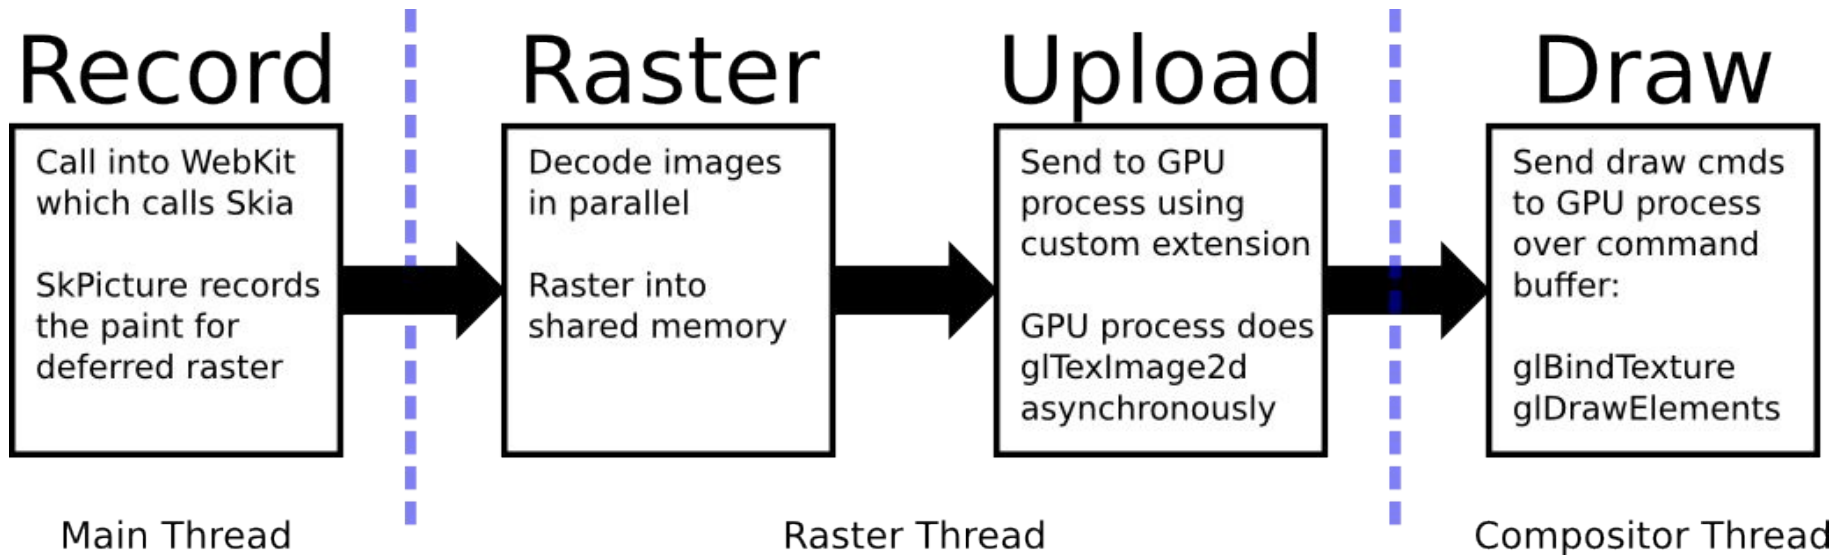 Record
Call into WebKit
which calls Skia
SkPicture records
the paint for
deferred raster
Main Thread
Raster
Decode images
in parallel
Raster into
shared memory
Upload
Send to GPU
process using
custom extension
GPU process does
glTexImage2d
asynchronously
Raster Thread
Draw
Send draw cmds
to GPU process
over command
buffer:
glBindTexture
glDrawElements
Compositor Thread